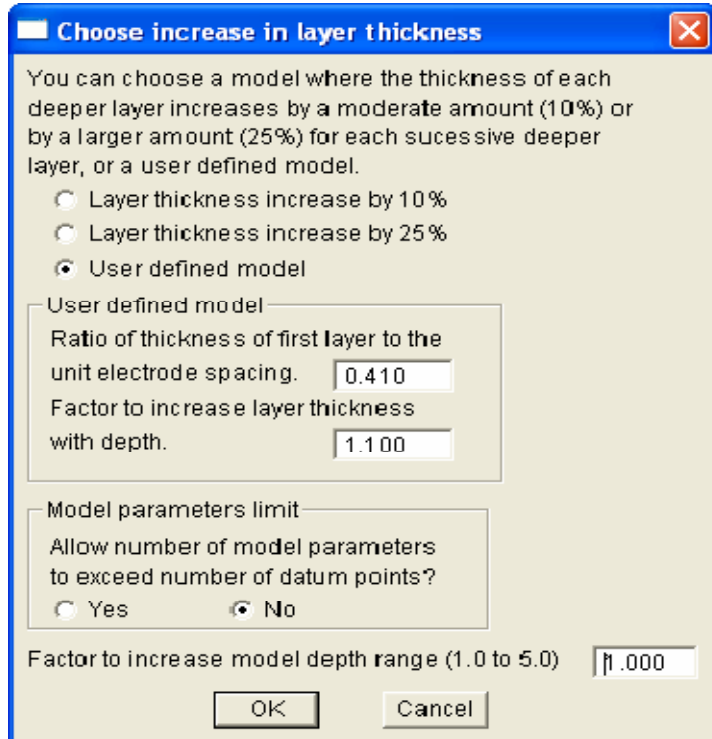 Choose increase in layer thickness
You can choose a model where the thickness of each
deeper layer increases by a moderate amount (10%) or
by a larger amount (25%) for each sucessive deeper
layer, or a user defined model.
Layer thickness increase by 10%
Layer thickness increase by 25%
User defined model
User defined model
Ratio of thickness of first layer to the
unit electrode spacing. 0.410
Factor to increase layer thickness
with depth. 1.100
Model parameters limit
Allow number of model parameters
to exceed number of datum points?
Yes No
Factor to increase model depth range (1.0 to 5.0) 1.000
OK Cancel